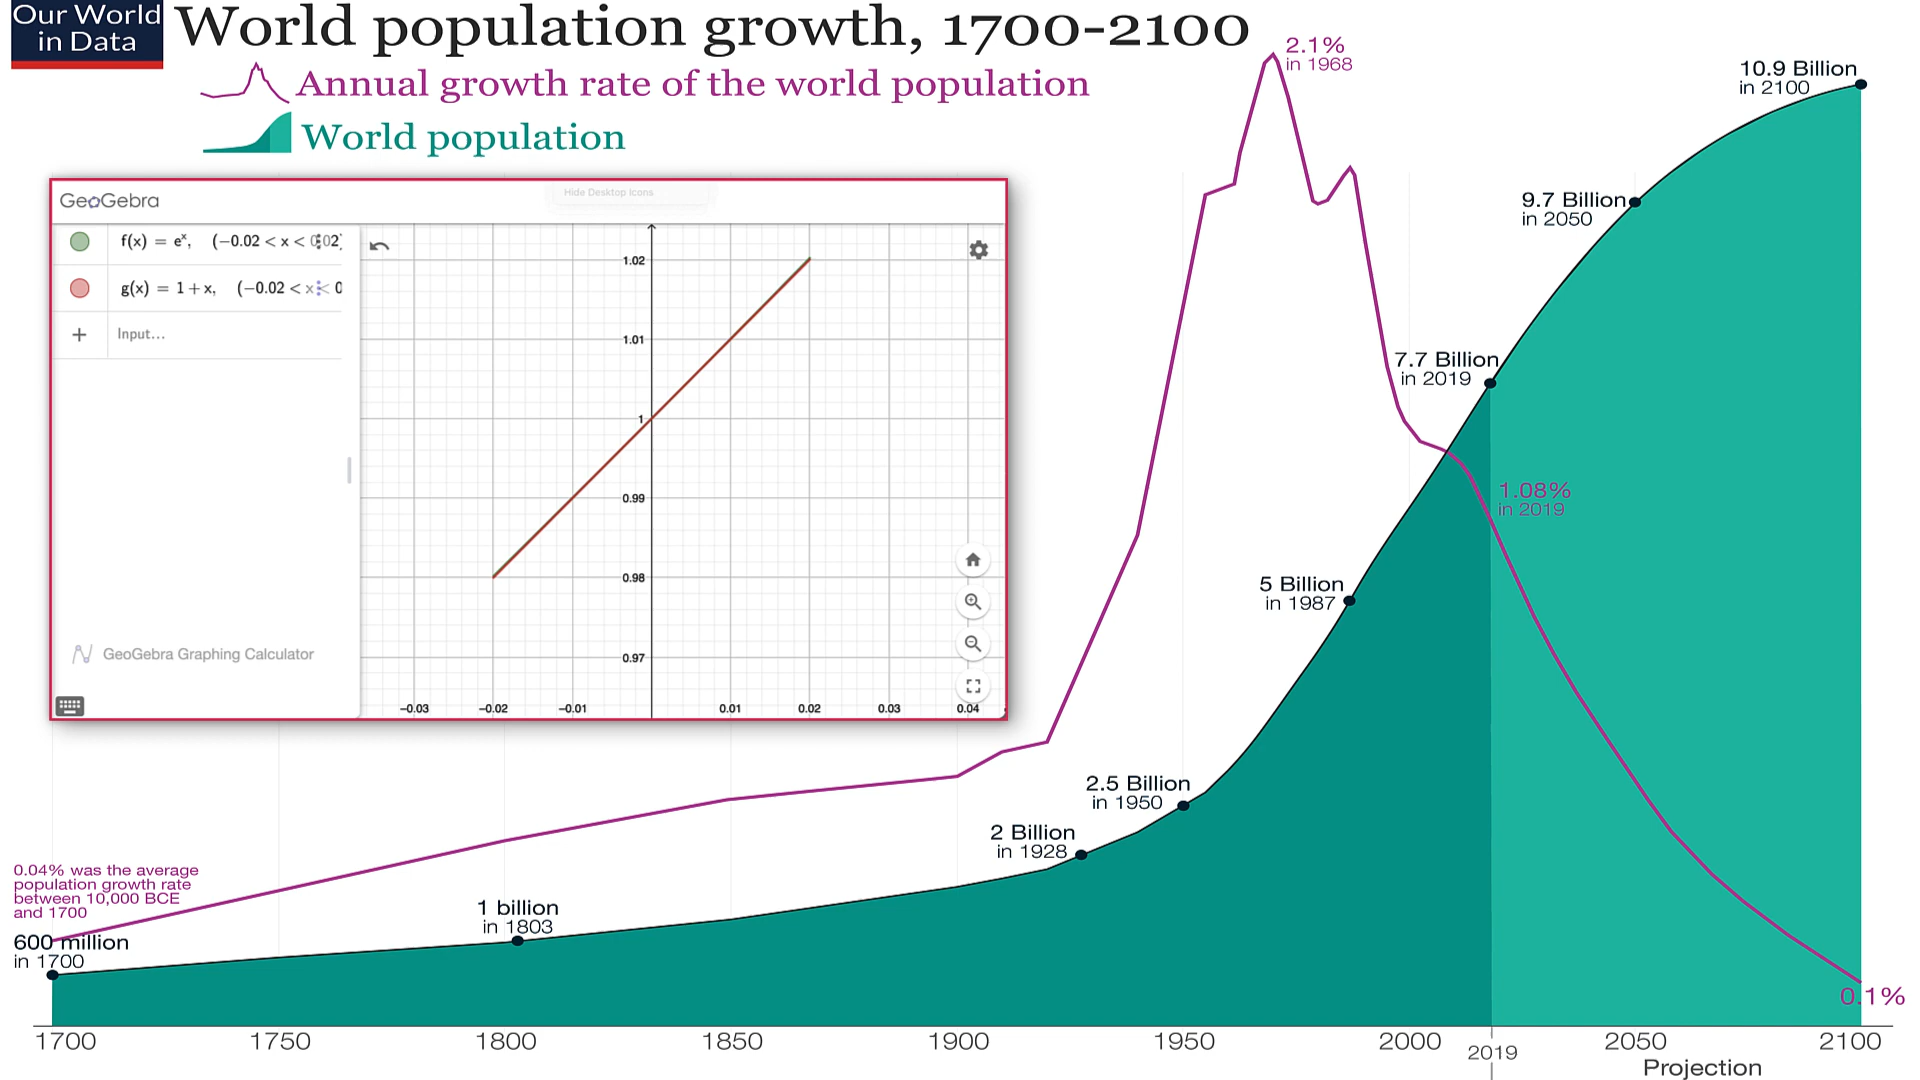 Our World
in Data
World population growth, 1700-2100
Annual growth rate of the world population
World population
2.1%
in 1968
10.9 Billion
in 2100
9.7 Billion
in 2050
7.7 Billion
in 2019
1.08%
in 2019
5 Billion
in 1987
2.5 Billion
in 1950
2 Billion
in 1928
1 billion
in 1803
0.04% was the average
population growth rate
between 10,000 BCE
and 1700
600 million
in 1700
0.1%
GeoGebra
Hide Desktop Icons
f(x) = eˣ, (−0.02 < x < 0.02)
g(x) = 1 + x, (−0.02 < x < 0
+ Input...
GeoGebra Graphing Calculator
1.02
1.01
1
0.99
0.98
0.97
−0.03 −0.02 −0.01 0.01 0.02 0.03 0.04
1700 1750 1800 1850 1900 1950 2000 2019 2050 2100
Projection